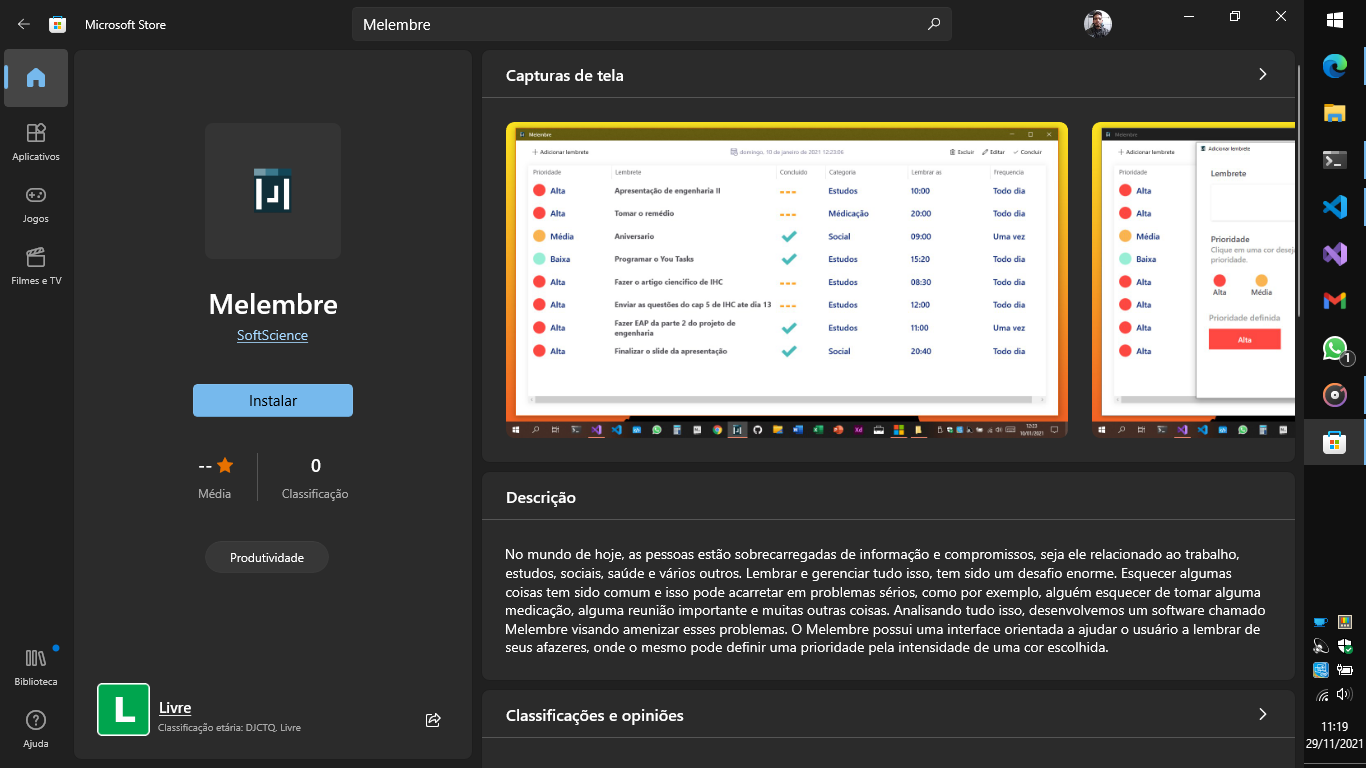 Microsoft Store
Melembre
Aplicativos
Jogos
Filmes e TV
Biblioteca
Ajuda
Melembre
SoftScience
Instalar
--
0
Média
Classificação
Produtividade
L
Livre
Classificação etária: DJCTQ, Livre
Capturas de tela
Melembre
Adicionar lembrete
domingo, 10 de janeiro de 2021 12:23:06
Excluir
Editar
Concluir
Prioridade Lembrete Concluído Categoria Lembrar as Frequencia
Alta Apresentação de engenharia II --- Estudos 10:00 Todo dia
Alta Tomar o remédio --- Médicação 20:00 Todo dia
Média Aniversario Social 09:00 Uma vez
Baixa Programar o You Tasks Estudos 15:20 Todo dia
Alta Fazer o artigo ciencifico de IHC --- Estudos 08:30 Todo dia
Alta Enviar as questões do cap 5 de IHC ate dia 13 --- Estudos 12:00 Todo dia
Alta Fazer EAP da parte 2 do projeto de
engenharia Estudos 11:00 Uma vez
Alta Finalizar o slide da apresentação Social 20:40 Todo dia
12:23
10/01/2021
Melembre
Adicionar lembrete
Prioridade
Alta
Alta
Média
Baixa
Alta
Alta
Alta
Alta
Adicionar lembrete
Lembrete
Prioridade
Clique em uma cor deseja
prioridade.
Alta
Média
Prioridade definida
Alta
Descrição
No mundo de hoje, as pessoas estão sobrecarregadas de informação e compromissos, seja ele relacionado ao trabalho,
estudos, sociais, saúde e vários outros. Lembrar e gerenciar tudo isso, tem sido um desafio enorme. Esquecer algumas
coisas tem sido comum e isso pode acarretar em problemas sérios, como por exemplo, alguém esquecer de tomar alguma
medicação, alguma reunião importante e muitas outras coisas. Analisando tudo isso, desenvolvemos um software chamado
Melembre visando amenizar esses problemas. O Melembre possui uma interface orientada a ajudar o usuário a lembrar de
seus afazeres, onde o mesmo pode definir uma prioridade pela intensidade de uma cor escolhida.
Classificações e opiniões
1
11:19
29/11/2021